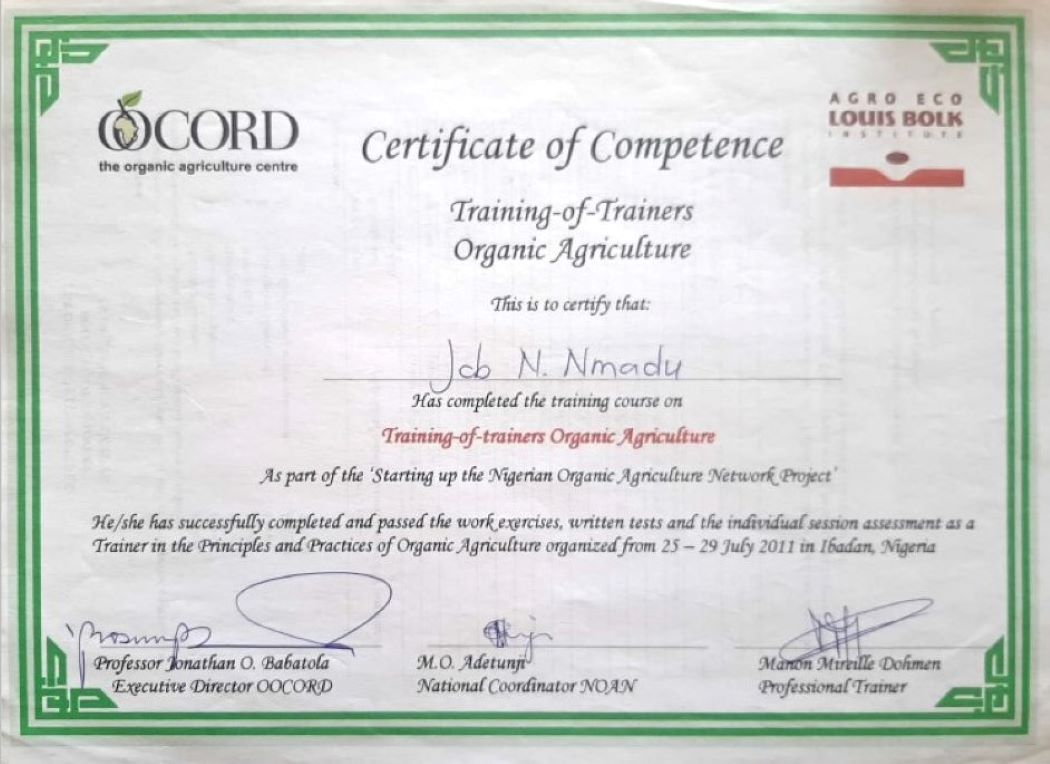 OOCORD
the organic agriculture centre
AGRO ECO
LOUIS BOLK
INSTITUTE
Certificate of Competence
Training-of-Trainers
Organic Agriculture
This is to certify that:
Job N. Nmadu
Has completed the training course on
Training-of-trainers Organic Agriculture
As part of the 'Starting up the Nigerian Organic Agriculture Network Project'
He/she has successfully completed and passed the work exercises, written tests and the individual session assessment as a
Trainer in the Principles and Practices of Organic Agriculture organized from 25 – 29 July 2011 in Ibadan, Nigeria
Professor Jonathan O. Babatola
Executive Director OOCORD
M.O. Adetunji
National Coordinator NOAN
Manon Mireille Dohmen
Professional Trainer